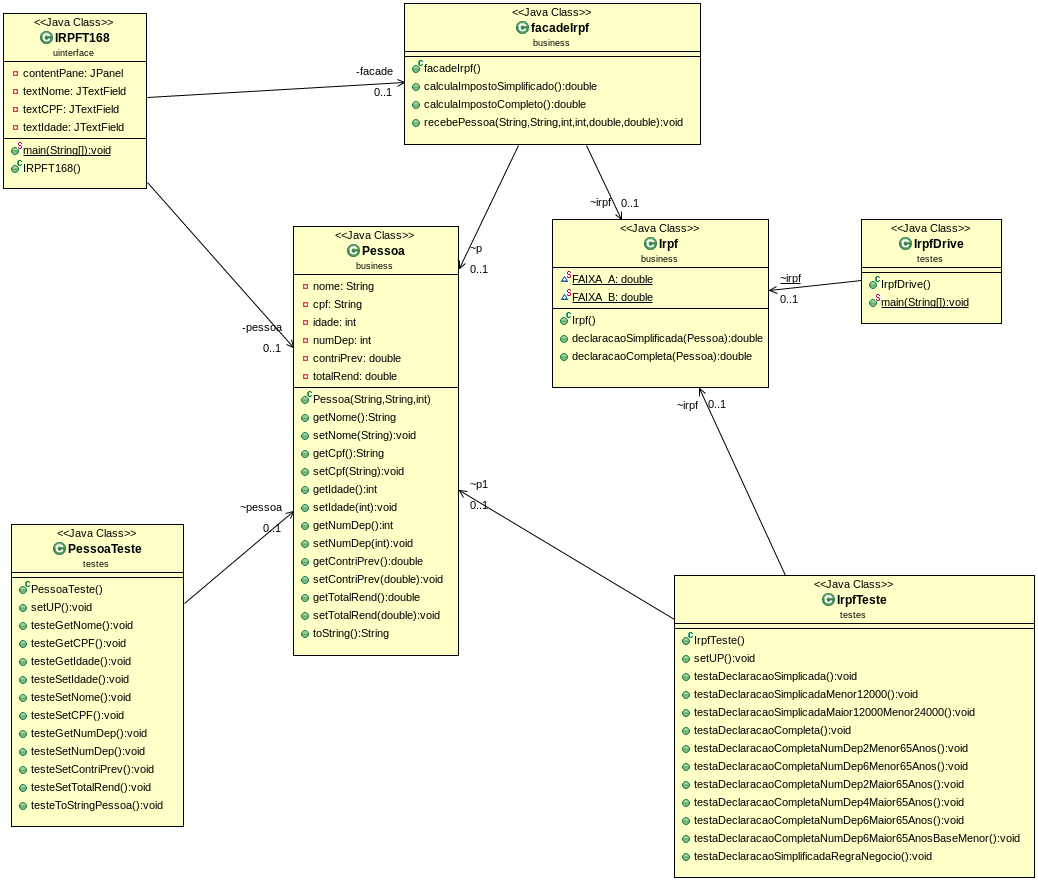 <<Java Class>>
IRPFT168
uinterface
contentPane: JPanel
textNome: JTextField
textCPF: JTextField
textIdade: JTextField
main(String[]):void
IRPFT168()
<<Java Class>>
facadeIrpf
business
facadeIrpf()
calculaImpostoSimplificado():double
calculaImpostoCompleto():double
recebePessoa(String,String,int,int,double,double):void
-facade
0..1
~irpf
0..1
~p
0..1
-pessoa
0..1
<<Java Class>>
Pessoa
business
nome: String
cpf: String
idade: int
numDep: int
contriPrev: double
totalRend: double
Pessoa(String,String,int)
getNome():String
setNome(String):void
getCpf():String
setCpf(String):void
getIdade():int
setIdade(int):void
getNumDep():int
setNumDep(int):void
getContriPrev():double
setContriPrev(double):void
getTotalRend():double
setTotalRend(double):void
toString():String
<<Java Class>>
Irpf
business
FAIXA_A: double
FAIXA_B: double
Irpf()
declaracaoSimplificada(Pessoa):double
declaracaoCompleta(Pessoa):double
~irpf
0..1
<<Java Class>>
IrpfDrive
testes
IrpfDrive()
main(String[]):void
~irpf
0..1
~p1
0..1
~pessoa
0..1
<<Java Class>>
PessoaTeste
testes
PessoaTeste()
setUP():void
testeGetNome():void
testeGetCPF():void
testeGetIdade():void
testeSetIdade():void
testeSetNome():void
testeSetCPF():void
testeGetNumDep():void
testeSetNumDep():void
testeSetContriPrev():void
testeSetTotalRend():void
testeToStringPessoa():void
<<Java Class>>
IrpfTeste
testes
IrpfTeste()
setUP():void
testaDeclaracaoSimplicada():void
testaDeclaracaoSimplicadaMenor12000():void
testaDeclaracaoSimplicadaMaior12000Menor24000():void
testaDeclaracaoCompleta():void
testaDeclaracaoCompletaNumDep2Menor65Anos():void
testaDeclaracaoCompletaNumDep6Menor65Anos():void
testaDeclaracaoCompletaNumDep2Maior65Anos():void
testaDeclaracaoCompletaNumDep4Maior65Anos():void
testaDeclaracaoCompletaNumDep6Maior65Anos():void
testaDeclaracaoCompletaNumDep6Maior65AnosBaseMenor():void
testaDeclaracaoSimplificadaRegraNegocio():void